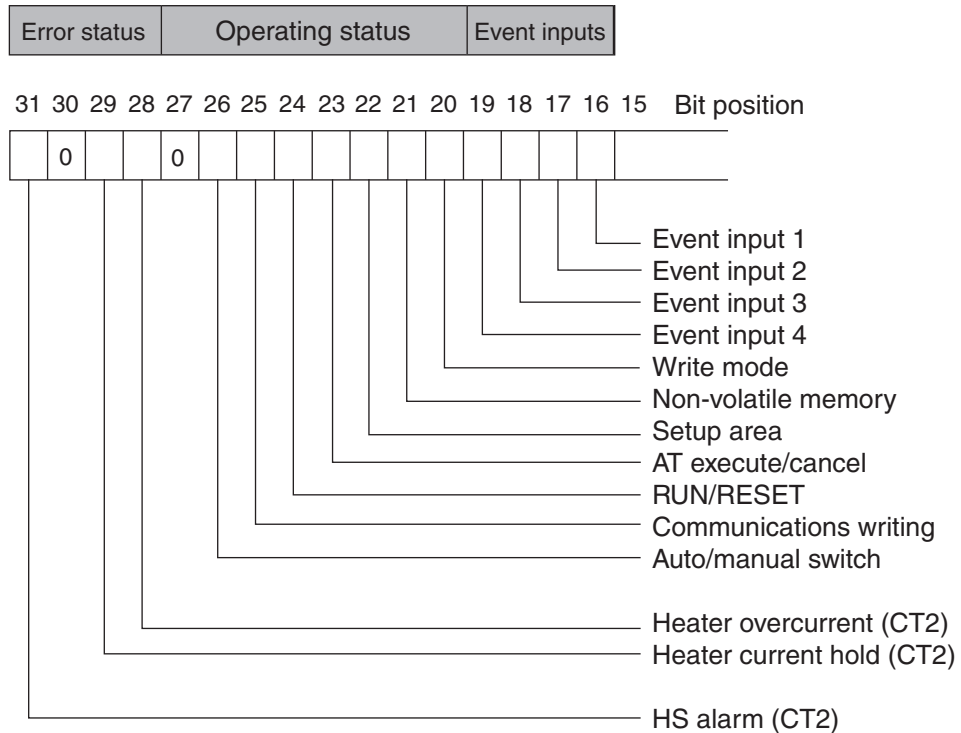 Error status Operating status Event inputs
31 30 29 28 27 26 25 24 23 22 21 20 19 18 17 16 15 Bit position
0 0
Event input 1
Event input 2
Event input 3
Event input 4
Write mode
Non-volatile memory
Setup area
AT execute/cancel
RUN/RESET
Communications writing
Auto/manual switch
Heater overcurrent (CT2)
Heater current hold (CT2)
HS alarm (CT2)